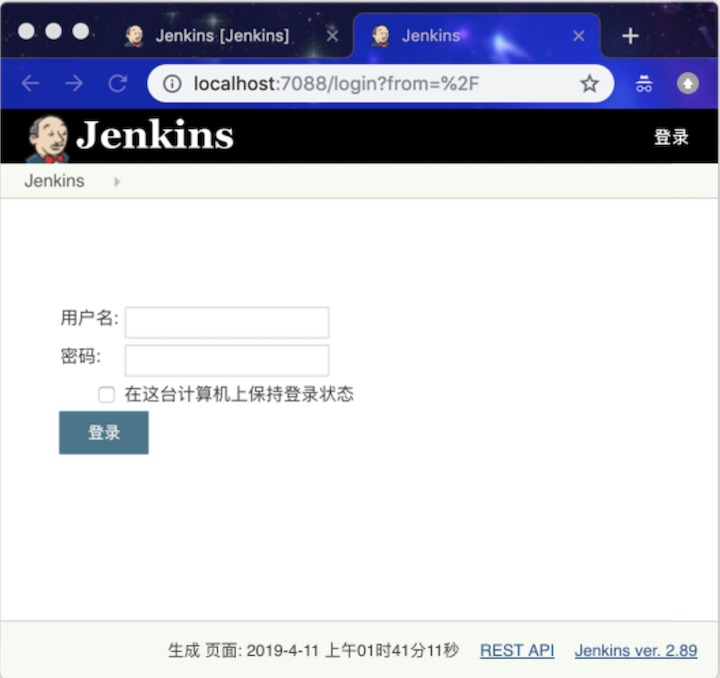 Jenkins [Jenkins] Jenkins
localhost:7088/login?from=%2F
Jenkins 登录
Jenkins
用户名:
密码:
在这台计算机上保持登录状态
登录
生成 页面: 2019-4-11 上午01时41分11秒 REST API Jenkins ver. 2.89